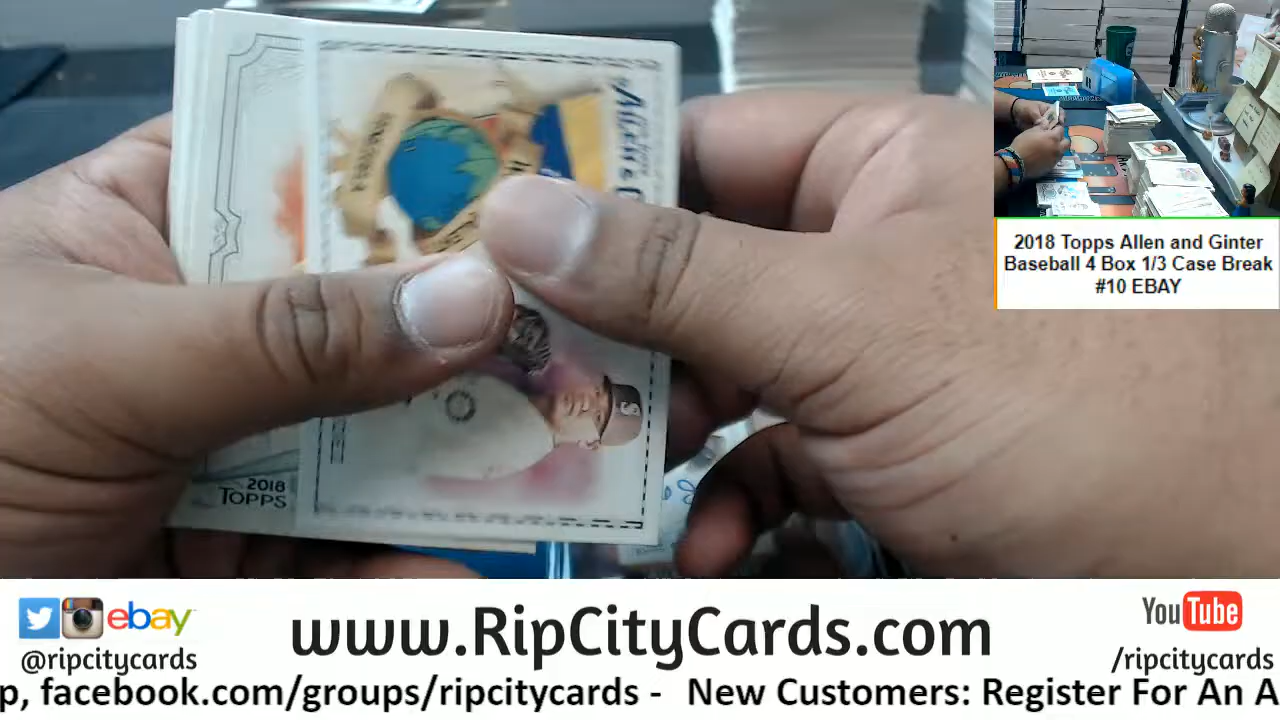 2018
TOPPS
2018 Topps Allen and Ginter
Baseball 4 Box 1/3 Case Break
#10 EBAY
ebay
@ripcitycards
www.RipCityCards.com
YouTube
/ripcitycards
p, facebook.com/groups/ripcitycards - New Customers: Register For An A